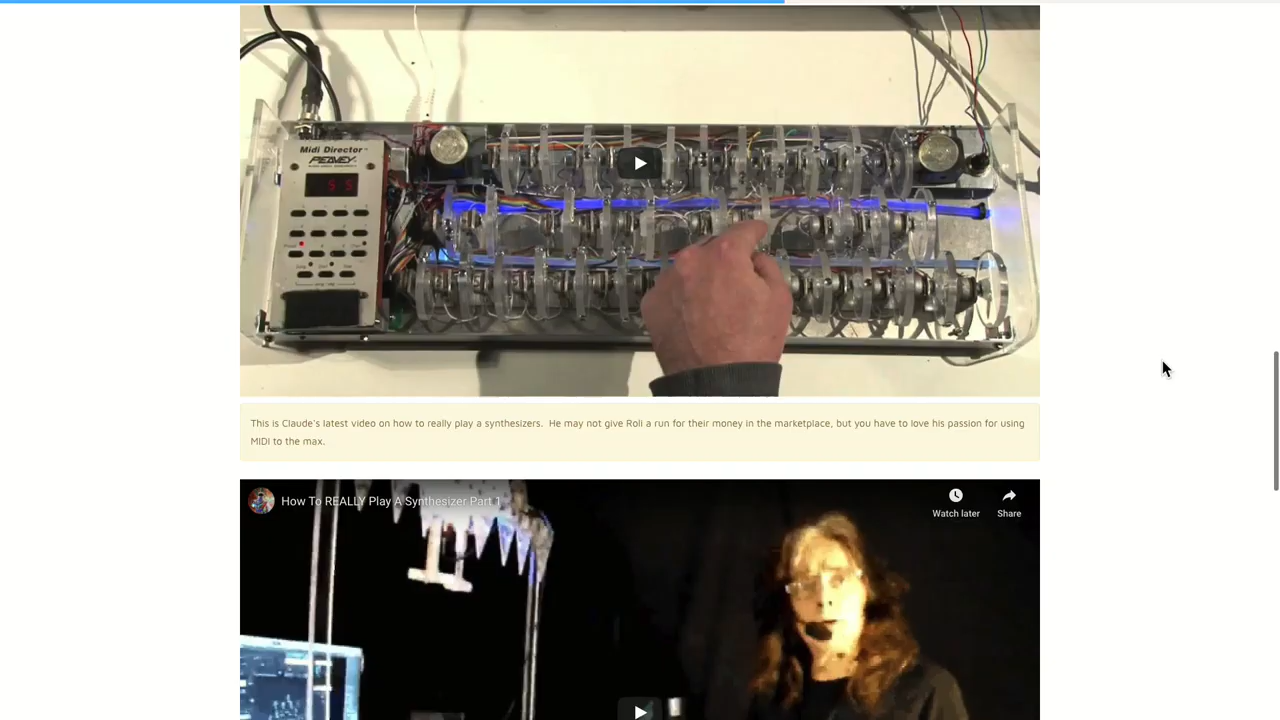 Midi Director™
PEAVEY
This is Claude's latest video on how to really play a synthesizers. He may not give Roli a run for their money in the marketplace, but you have to love his passion for using
MIDI to the max.
How To REALLY Play A Synthesizer Part 1
Watch later
Share